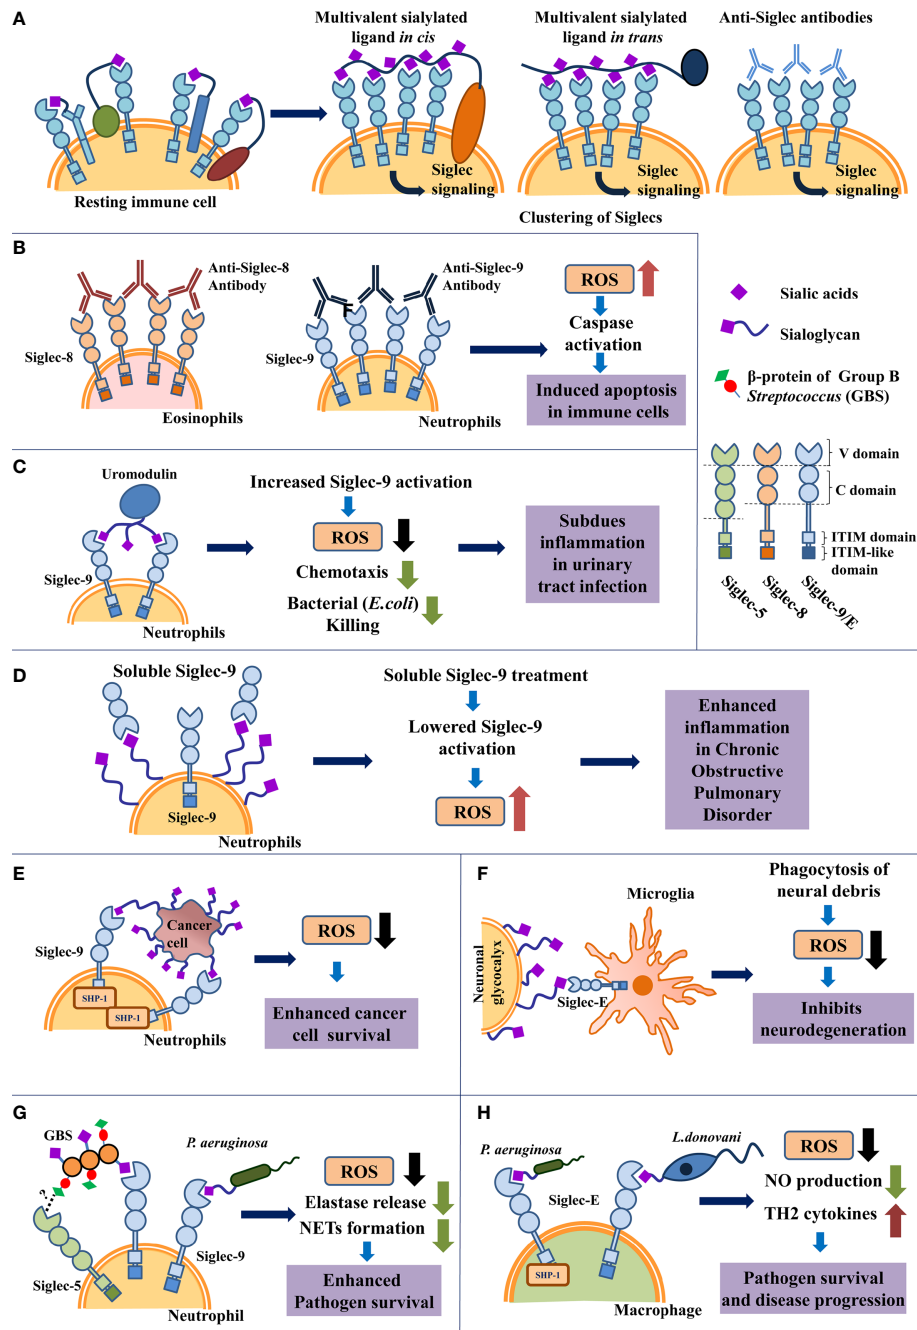 A
Multivalent sialylated
ligand in cis
Multivalent sialylated
ligand in trans
Anti-Siglec antibodies
Resting immune cell
Siglec
signaling
Siglec
signaling
Siglec
signaling
Clustering of Siglecs
B
Anti-Siglec-8
Antibody
Siglec-8
Eosinophils
Anti-Siglec-9
Antibody
F
Siglec-9
Neutrophils
ROS
Caspase
activation
Induced apoptosis
in immune cells
Sialic acids
Sialoglycan
β-protein of Group B
Streptococcus (GBS)
V domain
C domain
ITIM domain
ITIM-like
domain
Siglec-5
Siglec-8
Siglec-9/E
C
Uromodulin
Siglec-9
Neutrophils
Increased Siglec-9 activation
ROS
Chemotaxis
Bacterial (E.coli)
Killing
Subdues
inflammation
in urinary
tract infection
D
Soluble Siglec-9
Siglec-9
Neutrophils
Soluble Siglec-9 treatment
Lowered Siglec-9
activation
ROS
Enhanced
inflammation
in Chronic
Obstructive
Pulmonary
Disorder
E
Siglec-9
Cancer
cell
SHP-1
SHP-1
Neutrophils
ROS
Enhanced cancer
cell survival
F
Neuronal
glycocalyx
Microglia
Siglec-E
Phagocytosis of
neural debris
ROS
Inhibits
neurodegeneration
G
GBS
?
P. aeruginosa
Siglec-5
Siglec-9
Neutrophil
ROS
Elastase release
NETs formation
Enhanced
Pathogen survival
H
P. aeruginosa
L.donovani
Siglec-E
SHP-1
Macrophage
ROS
NO production
TH2 cytokines
Pathogen survival
and disease progression